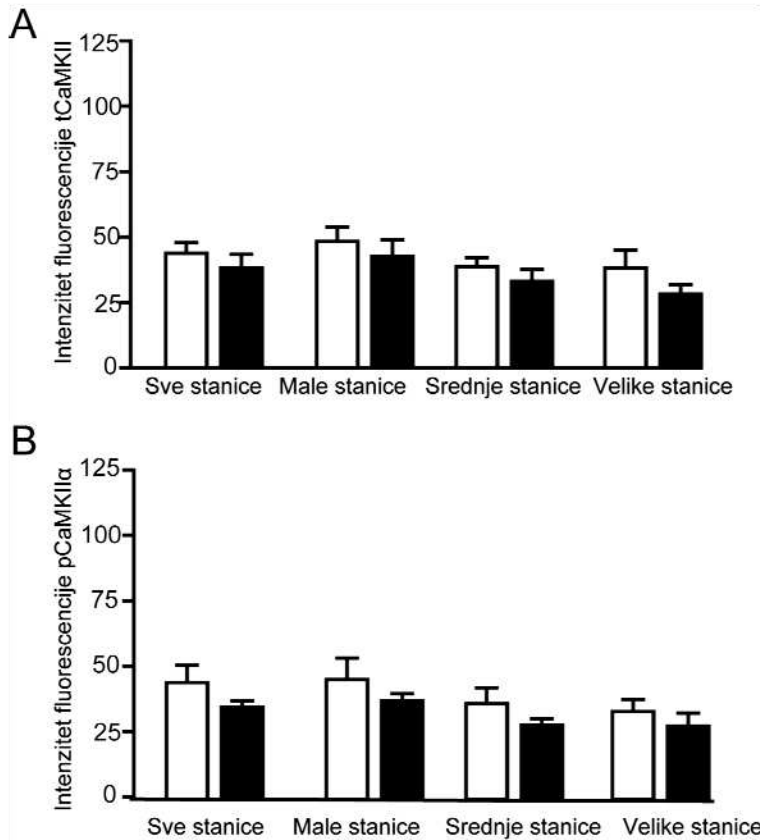 A
Intenzitet fluorescencije tCaMKII
125
100
75
50
25
0
Sve stanice Male stanice Srednje stanice Velike stanice
B
Intenzitet fluorescencije pCaMKIIα
125
100
75
50
25
0
Sve stanice Male stanice Srednje stanice Velike stanice